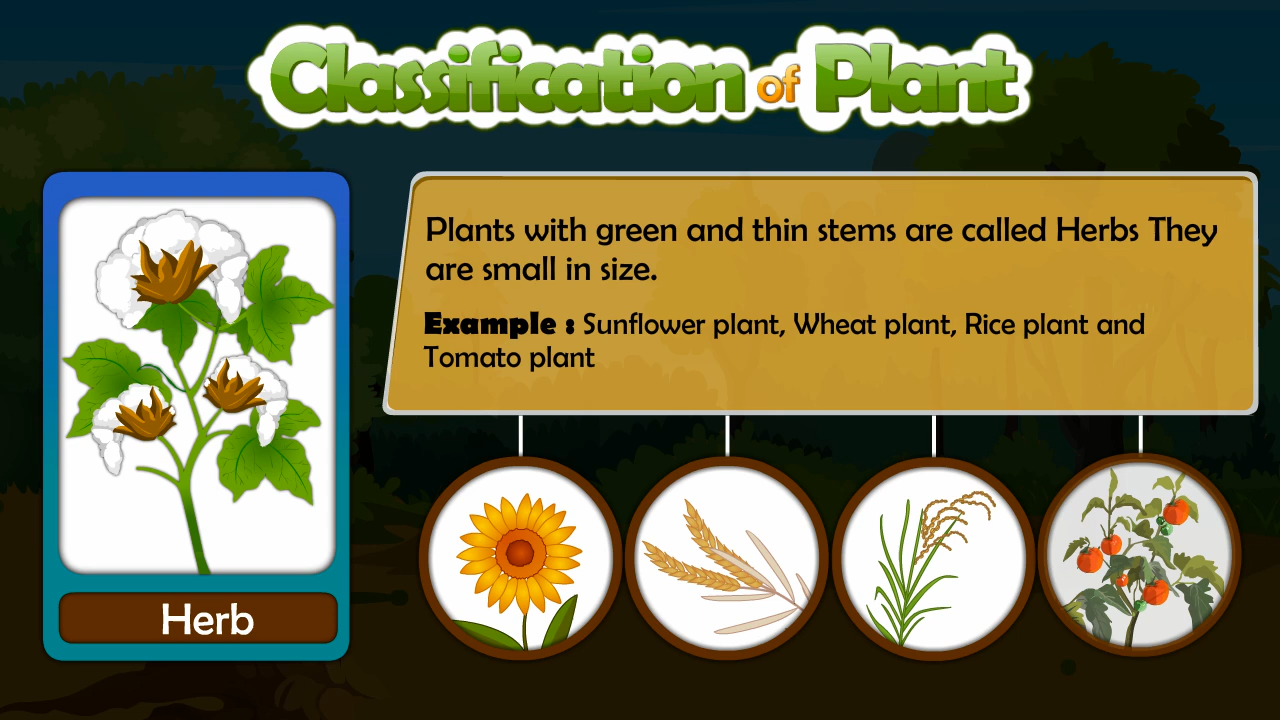 Classification of Plant
Plants with green and thin stems are called Herbs They
are small in size.
Example : Sunflower plant, Wheat plant, Rice plant and
Tomato plant
Herb